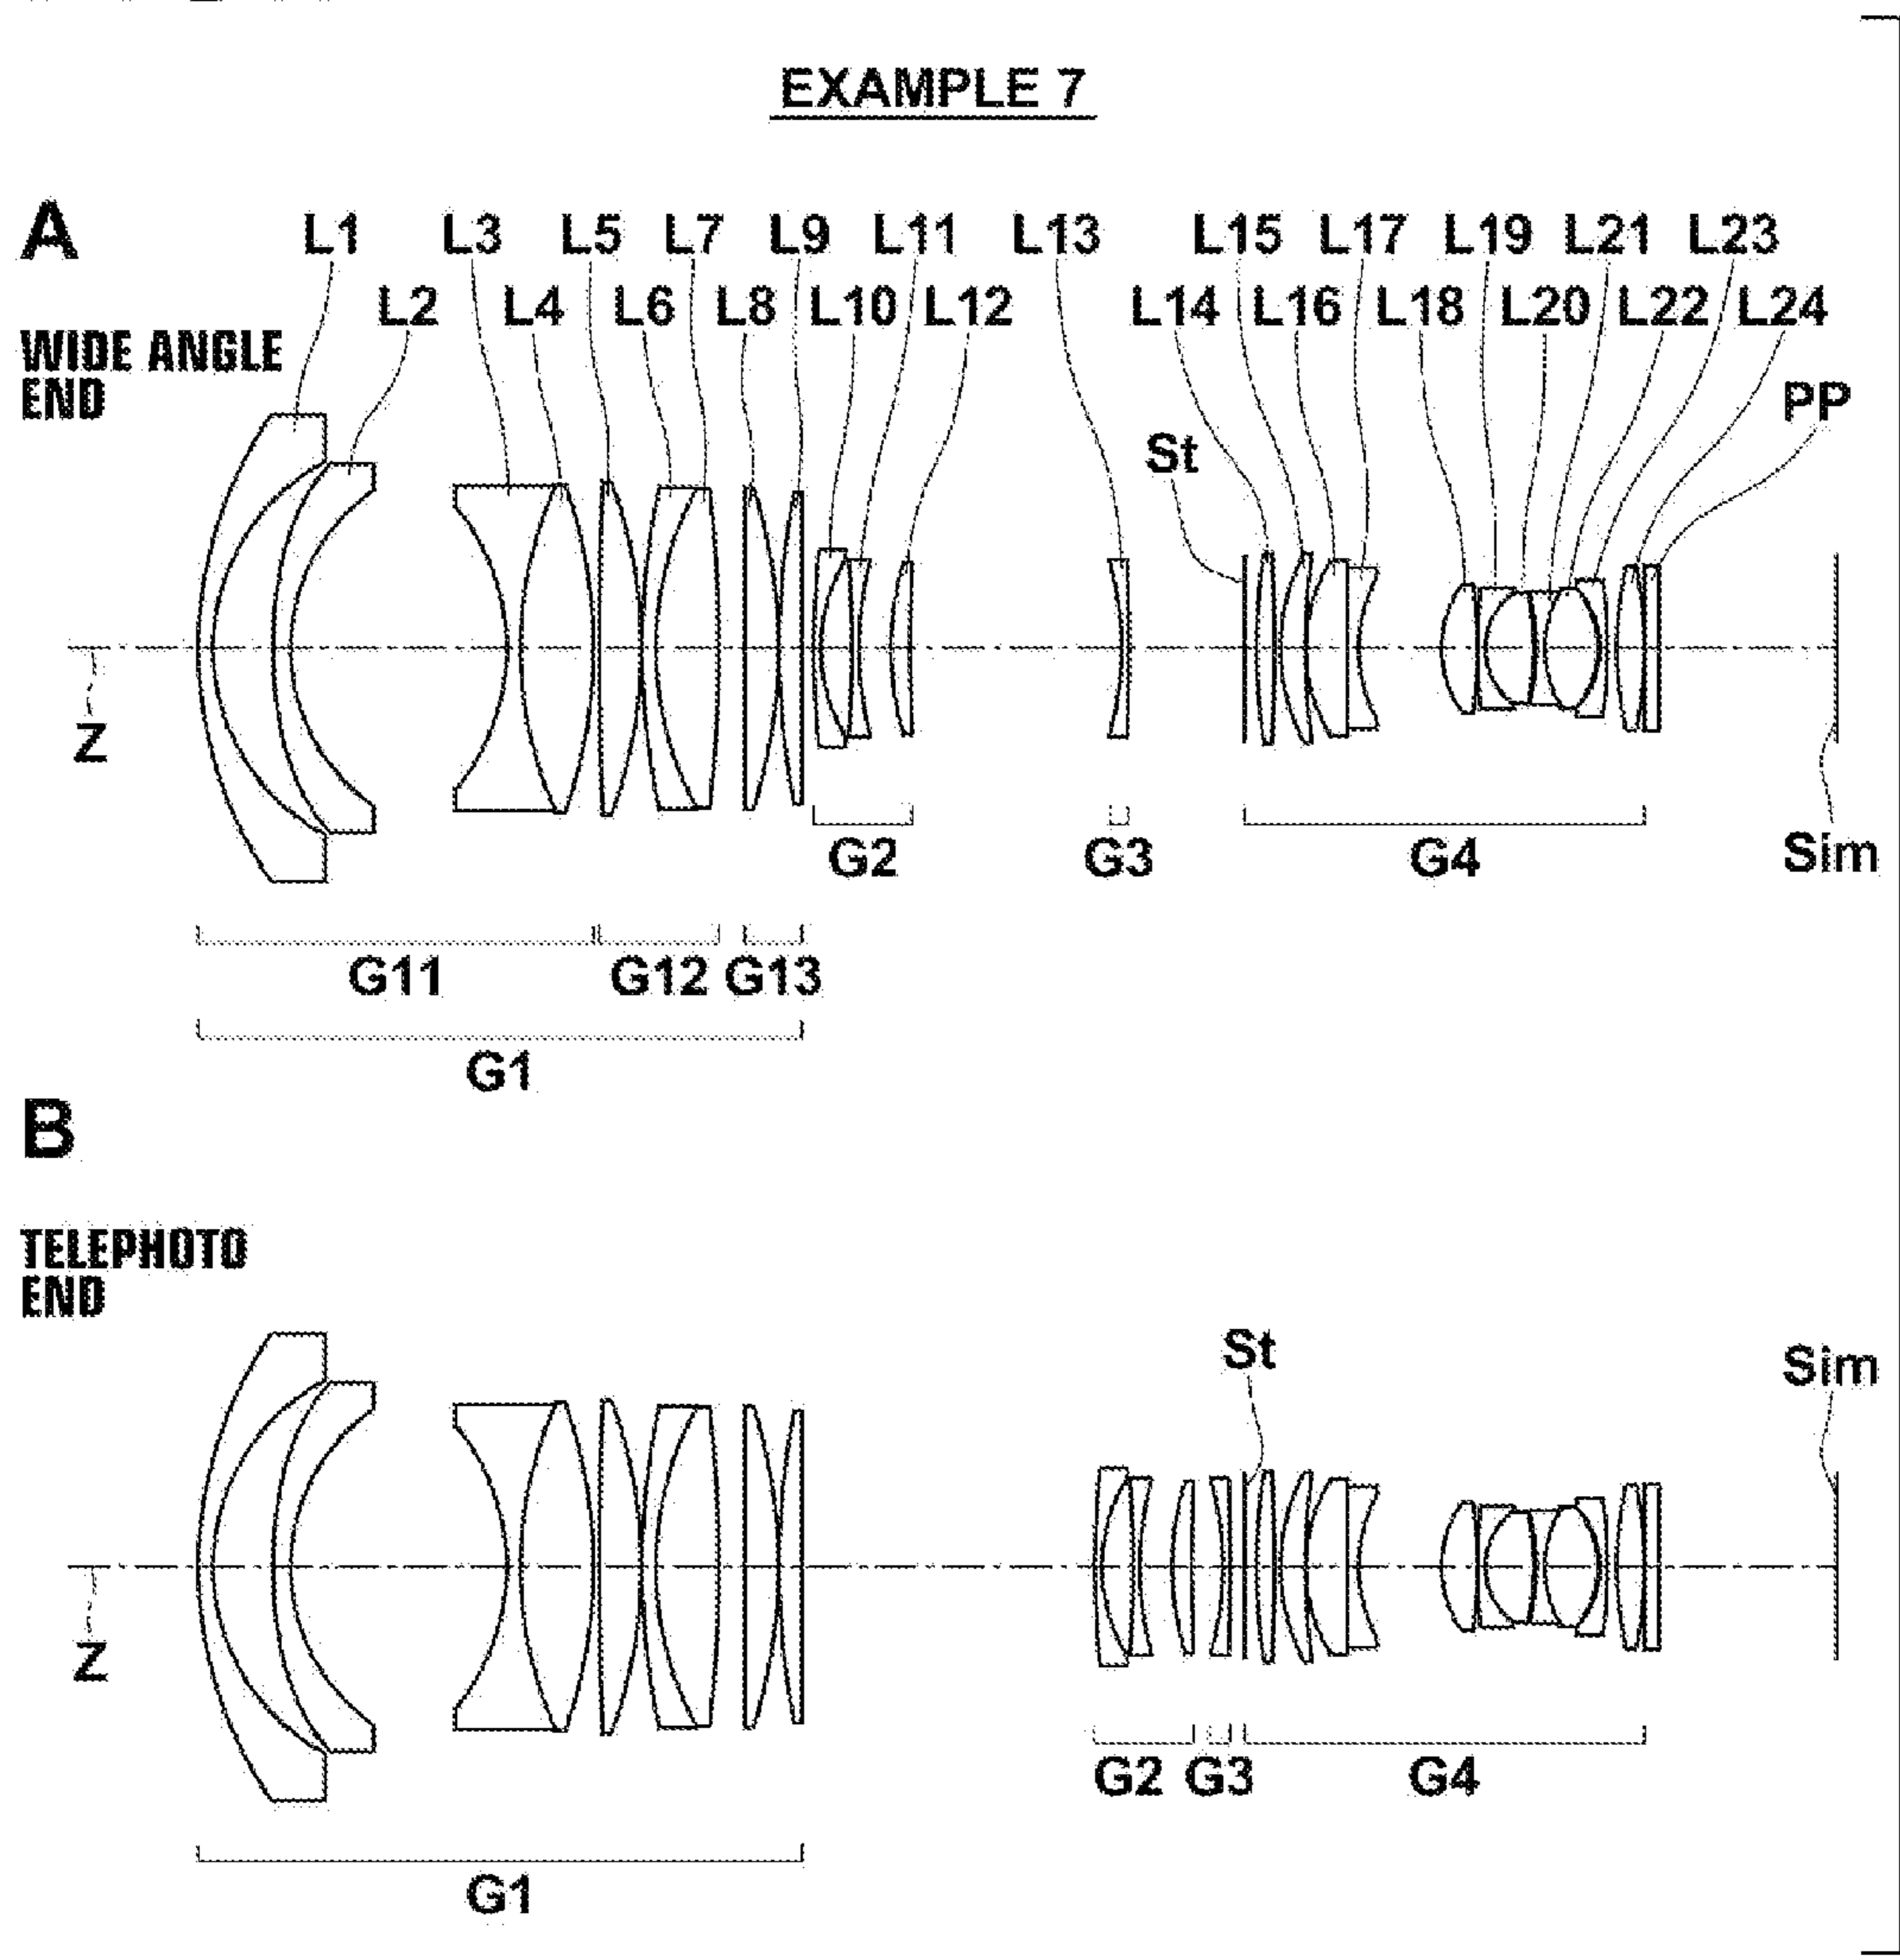 EXAMPLE 7
A
L1 L3 L5 L7 L9 L11 L13 L15 L17 L19 L21 L23
L2 L4 L6 L8 L10 L12 L14 L16 L18 L20 L22 L24
WIDE ANGLE
END
PP
St
Z
G2 G3 G4 Sim
G11 G12 G13
G1
B
TELEPHOTO
END
St Sim
Z
G2 G3 G4
G1